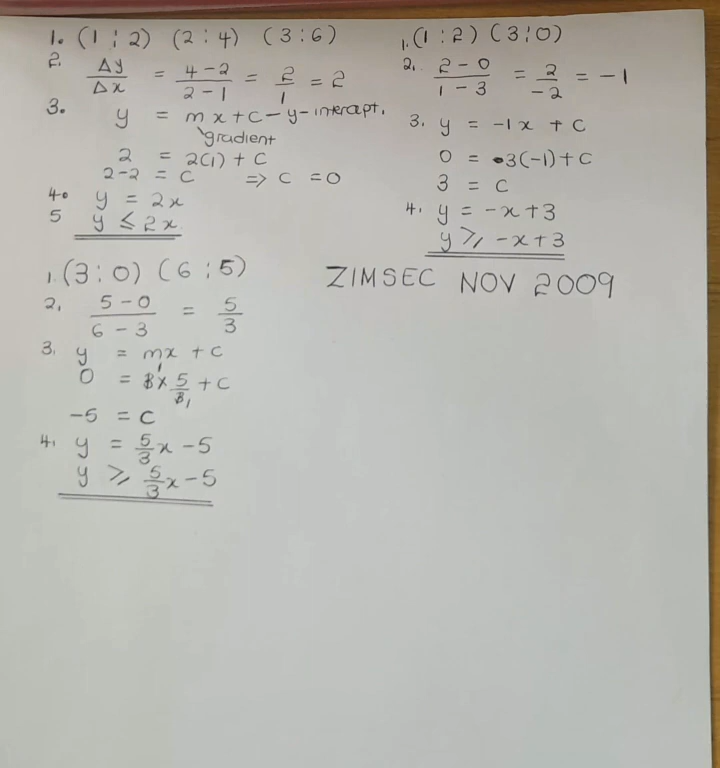 1. (1 : 2) (2 : 4) (3 : 6)
2. Δy/Δx = 4-2/2-1 = 2/1 = 2
3. y = mx + c - y-intercept.
gradient
2 = 2(1) + c
2-2 = c => c = 0
4. y = 2x
5 y ≤ 2x
1. (1 : 2) (3 : 0)
2. 2-0/1-3 = 2/-2 = -1
3. y = -1x + c
0 = 3(-1) + c
3 = c
4. y = -x + 3
y ≥ -x + 3
1. (3 : 0) (6 : 5)
2. 5-0/6-3 = 5/3
3. y = mx + c
0 = 3 x 5/3 + c
-5 = c
4. y = 5/3x - 5
y ≥ 5/3x - 5
ZIMSEC NOV 2009